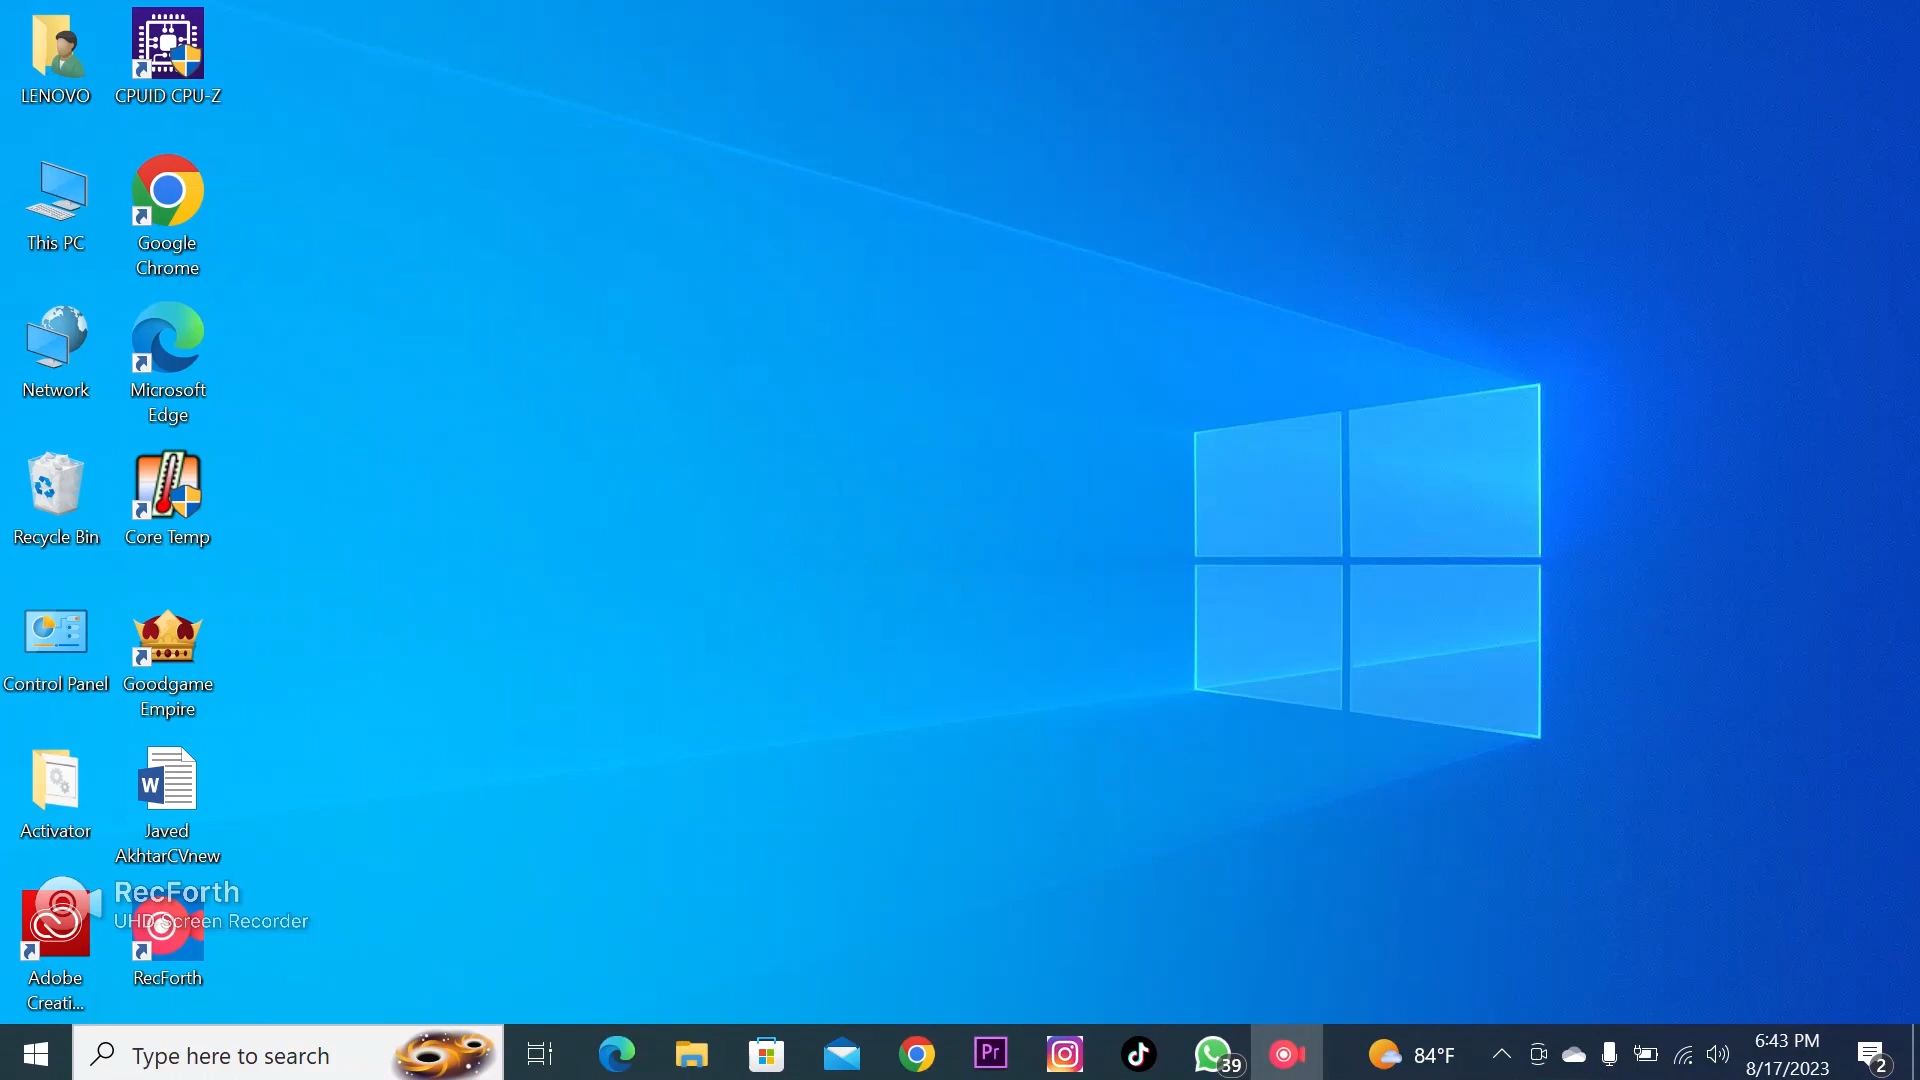 LENOVO
CPUID CPU-Z
This PC
Google
Chrome
Network
Microsoft
Edge
Recycle Bin
Core Temp
Control Panel
Goodgame
Empire
Activator
W
Javed
AkhtarCVnew
RecForth
UHD Screen Recorder
Adobe
Creati...
RecForth
Type here to search
Pr
39
84°F
6:43 PM
8/17/2023
2